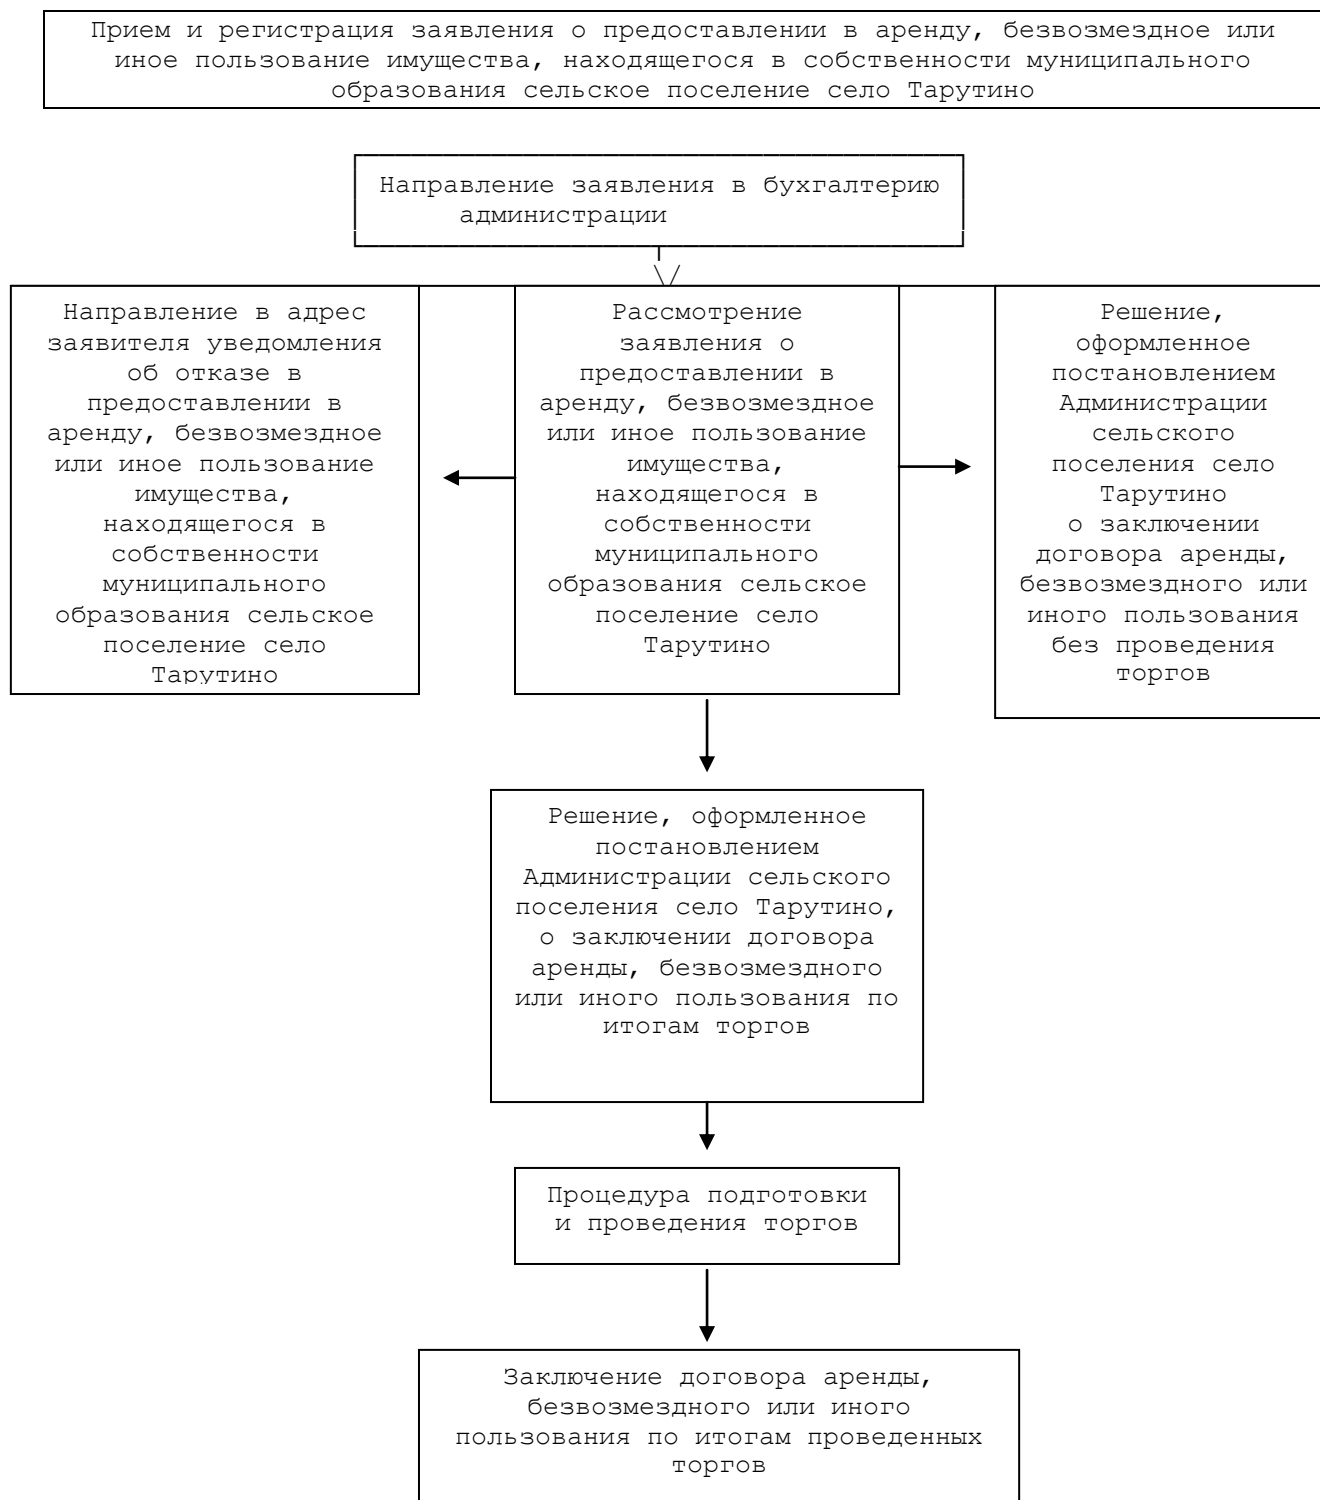 Прием и регистрация заявления о предоставлении в аренду, безвозмездное или
иное пользование имущества, находящегося в собственности муниципального
образования сельское поселение село Тарутино
Направление заявления в бухгалтерию
администрации
Направление в адрес
заявителя уведомления
об отказе в
предоставлении в
аренду, безвозмездное
или иное пользование
имущества,
находящегося в
собственности
муниципального
образования сельское
поселение село
Тарутино
Рассмотрение
заявления о
предоставлении в
аренду, безвозмездное
или иное пользование
имущества,
находящегося в
собственности
муниципального
образования сельское
поселение село
Тарутино
Решение,
оформленное
постановлением
Администрации
сельского
поселения село
Тарутино
о заключении
договора аренды,
безвозмездного или
иного пользования
без проведения
торгов
Решение, оформленное
постановлением
Администрации сельского
поселения село Тарутино,
о заключении договора
аренды, безвозмездного
или иного пользования по
итогам торгов
Процедура подготовки
и проведения торгов
Заключение договора аренды,
безвозмездного или иного
пользования по итогам проведенных
торгов